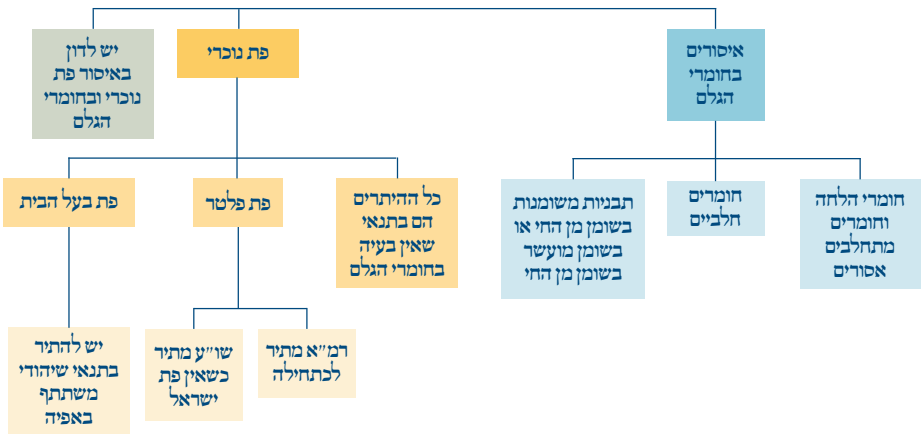 איסורים
בחומרי
הגלם
פת נוכרי
יש לדון
באיסור פת
נוכרי ובחומרי
הגלם
חומרי הלחה
וחומרים
מתחלבים
אסורים
חומרים
חלביים
תבניות משומנות
בשומן מן החי או
בשומן מועשר
בשומן מן החי
כל ההיתרים
הם בתנאי
שאין בעיה
בחומרי הגלם
פת פלטר
פת בעל הבית
רמ״א מתיר
לכתחילה
שו״ע מתיר
כשאין פת
ישראל
יש להתיר
בתנאי שיהודי
משתתף
באפיה